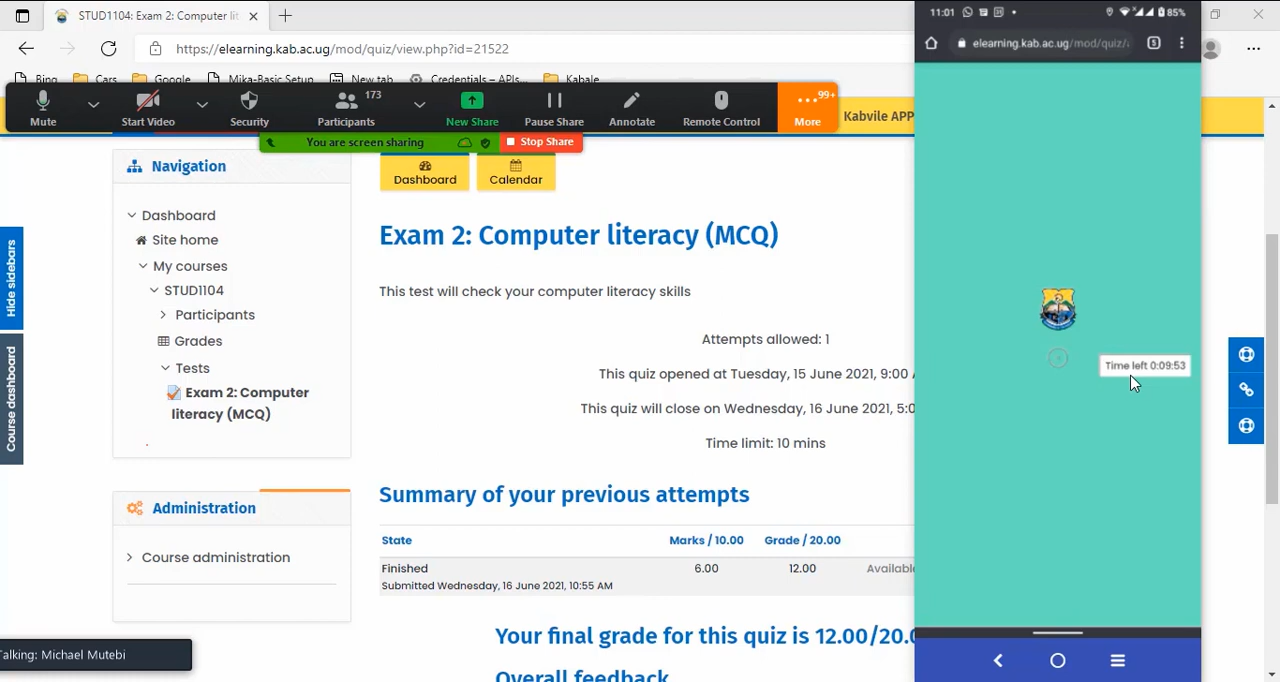 STUD1104: Exam 2: Computer lit
https://elearning.kab.ac.ug/mod/quiz/view.php?id=21522
Bing
Cars
Google
Mika-Basic Setup
New tab
Credentials – APIs...
Kabale
Mute
Start Video
Security
Participants
173
New Share
Pause Share
Annotate
Remote Control
99+
More
You are screen sharing
Stop Share
Kabvile APP
Hide sidebars
Course dashboard
Navigation
Dashboard
Site home
My courses
STUD1104
Participants
Grades
Tests
Exam 2: Computer
literacy (MCQ)
Administration
Course administration
Dashboard
Calendar
Exam 2: Computer literacy (MCQ)
This test will check your computer literacy skills
Attempts allowed: 1
This quiz opened at Tuesday, 15 June 2021, 9:00
This quiz will close on Wednesday, 16 June 2021, 5:0
Time limit: 10 mins
Summary of your previous attempts
State
Marks / 10.00
Grade / 20.00
Finished
6.00
12.00
Available
Submitted Wednesday, 16 June 2021, 10:55 AM
Your final grade for this quiz is 12.00/20.0
Overall feedback
Talking: Michael Mutebi
11:01
85%
elearning.kab.ac.ug/mod/quiz/
5
Time left 0:09:53